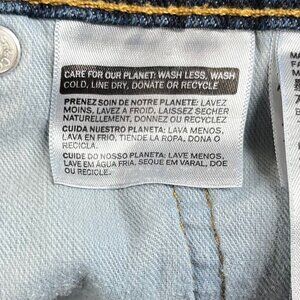 CARE FOR OUR PLANET: WASH LESS, WASH
COLD, LINE DRY, DONATE OR RECYCLE
PRENEZ SOIN DE NOTRE PLANETE: LAVEZ
MOINS, LAVEZ A FROID, LAISSEZ SECHER
NATURELLEMENT, DONNEZ OU RECYCLEZ
CUIDA NUESTRO PLANETA: LAVA MENOS,
LAVA EN FRIO, TIENDE LA ROPA, DONA O
RECICLA.
CUIDE DO NOSSO PLANETA: LAVE MENOS,
LAVE EM ÁGUA FRIA, SEQUE EM VARAL, DOE
OU RECICLE.